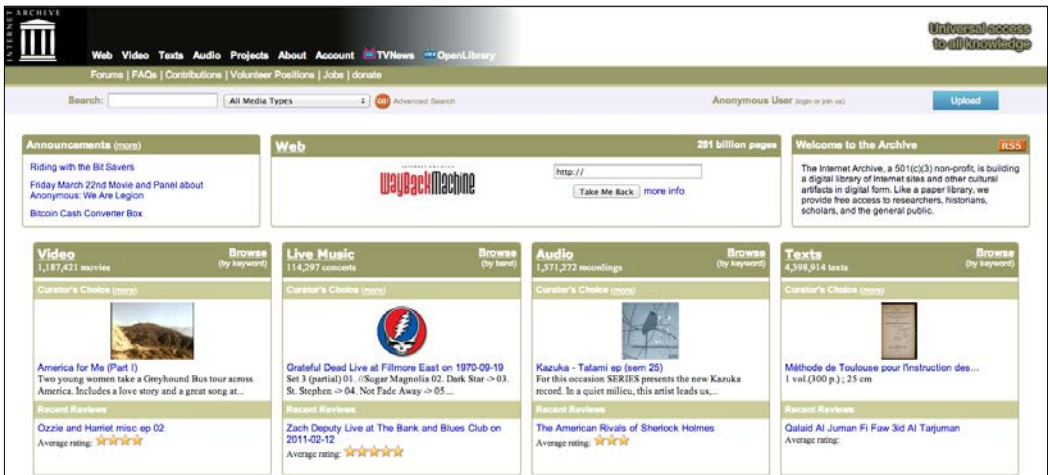 INTERNET ARCHIVE
Universal access
to all knowledge
Web Video Texts Audio Projects About Account TVNews OpenLibrary
Forums | FAQs | Contributions | Volunteer Positions | Jobs | donate
Search: All Media Types GO! Advanced Search Anonymous User (login or join us) Upload
Announcements (more)
Riding with the Bit Savers
Friday March 22nd Movie and Panel about
Anonymous: We Are Legion
Bitcoin Cash Converter Box
Web 281 billion pages
INTERNET ARCHIVE
WayBackMachine
http://
Take Me Back more info
Welcome to the Archive RSS
The Internet Archive, a 501(c)(3) non-profit, is building
a digital library of Internet sites and other cultural
artifacts in digital form. Like a paper library, we
provide free access to researchers, historians,
scholars, and the general public.
Video Browse
1,187,421 movies (by keyword)
Curator's Choice (more)
America for Me (Part I)
Two young women take a Greyhound Bus tour across
America. Includes a love story and a great song at...
Recent Reviews
Ozzie and Harriet misc ep 02
Average rating:
Live Music Browse
114,297 concerts (by band)
Curator's Choice (more)
Grateful Dead Live at Fillmore East on 1970-09-19
Set 3 (partial) 01. //Sugar Magnolia 02. Dark Star -> 03.
St. Stephen -> 04. Not Fade Away -> 05....
Recent Reviews
Zach Deputy Live at The Bank and Blues Club on
2011-02-12
Average rating:
Audio Browse
1,571,272 recordings (by keyword)
Curator's Choice (more)
Kazuka - Tatami ep (sem 25)
For this occasion SERIES presents the new Kazuka
record. In a quiet milieu, this artist leads us,...
Recent Reviews
The American Rivals of Sherlock Holmes
Average rating:
Texts Browse
4,398,914 texts (by keyword)
Curator's Choice (more)
Méthode de Toulouse pour l'instruction des...
1 vol.(300 p.) ; 25 cm
Recent Reviews
Qalaid Al Juman Fi Faw 3id Al Tarjuman
Average rating: